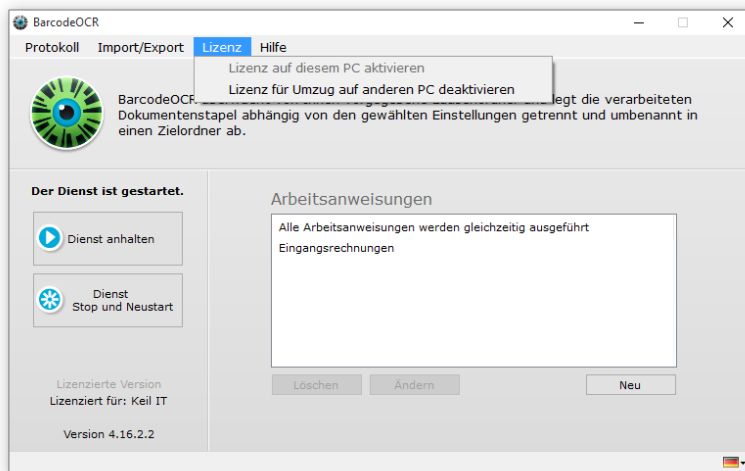 BarcodeOCR
Protokoll Import/Export Lizenz Hilfe
Lizenz auf diesem PC aktivieren
Lizenz für Umzug auf anderen PC deaktivieren
BarcodeOCR legt die verarbeiteten
Dokumentenstapel abhängig von den gewählten Einstellungen getrennt und umbenannt in
einen Zielordner ab.
Der Dienst ist gestartet.
Dienst anhalten
Dienst
Stop und Neustart
Lizenzierte Version
Lizenziert für: Keil IT
Version 4.16.2.2
Arbeitsanweisungen
Alle Arbeitsanweisungen werden gleichzeitig ausgeführt
Eingangsrechnungen
Löschen Ändern Neu